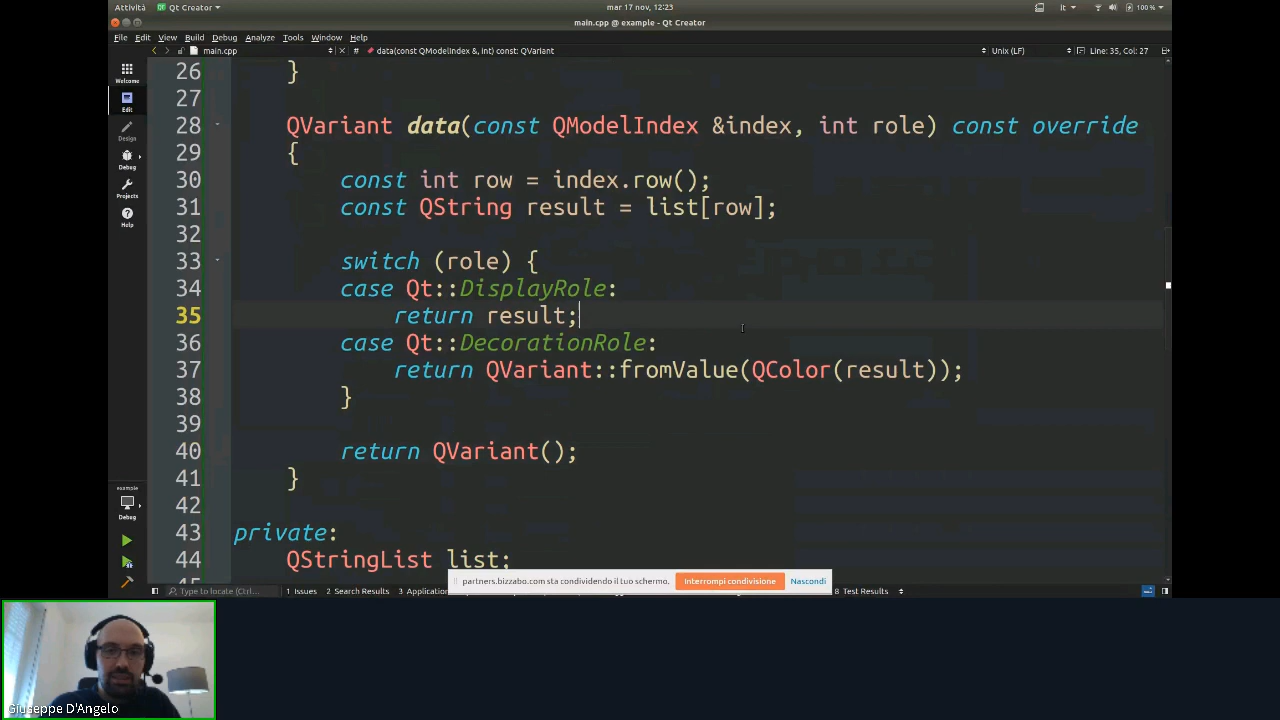 Attività
Qt Creator
mar 17 nov, 12:23
it
100 %
main.cpp @ example - Qt Creator
File Edit View Build Debug Analyze Tools Window Help
main.cpp
#
data(const QModelIndex &, int) const: QVariant
Unix (LF)
Line: 35, Col: 27
Welcome
Edit
Design
Debug
Projects
Help
example
Debug
26 }
27
28 QVariant data(const QModelIndex &index, int role) const override
29 {
30 const int row = index.row();
31 const QString result = list[row];
32
33 switch (role) {
34 case Qt::DisplayRole:
35 return result;
36 case Qt::DecorationRole:
37 return QVariant::fromValue(QColor(result));
38 }
39
40 return QVariant();
41 }
42
43 private:
44 QStringList list;
partners.bizzabo.com sta condividendo il tuo schermo.
Interrompi condivisione
Nascondi
Type to locate (Ctrl...
1 Issues
2 Search Results
3 Application
8 Test Results
Giuseppe D'Angelo